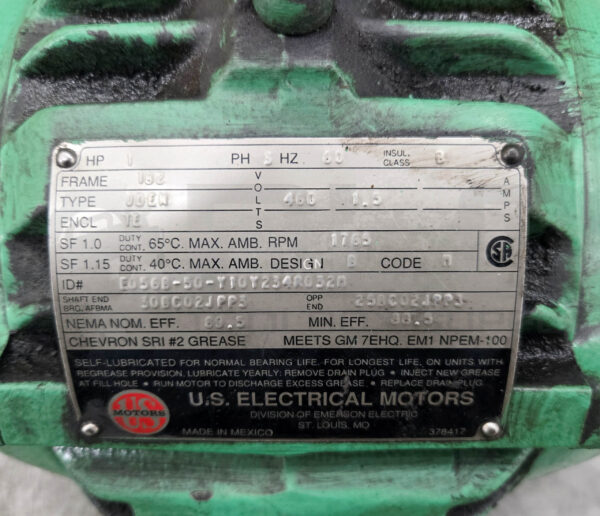 HP 1 PH 3 HZ 60 INSUL. CLASS B
FRAME 182 VOLTS AMPS
TYPE 460 1.5
ENCL TE
SF 1.0 DUTY CONT. 65°C. MAX. AMB. RPM 1765
SF 1.15 DUTY CONT. 40°C. MAX. AMB. DESIGN B CODE M
ID#
SHAFT END BRG. AFBMA 30BC02JPP3 OPP END 25BC02JPP3
NEMA NOM. EFF. MIN. EFF.
CHEVRON SRI #2 GREASE MEETS GM 7EHQ. EM1 NPEM-100
SELF-LUBRICATED FOR NORMAL BEARING LIFE. FOR LONGEST LIFE, ON UNITS WITH
REGREASE PROVISION, LUBRICATE YEARLY: REMOVE DRAIN PLUG • INJECT NEW GREASE
AT FILL HOLE • RUN MOTOR TO DISCHARGE EXCESS GREASE. • REPLACE DRAIN PLUG.
US MOTORS
U.S. ELECTRICAL MOTORS
DIVISION OF EMERSON ELECTRIC
MADE IN MEXICO ST. LOUIS, MO 378417